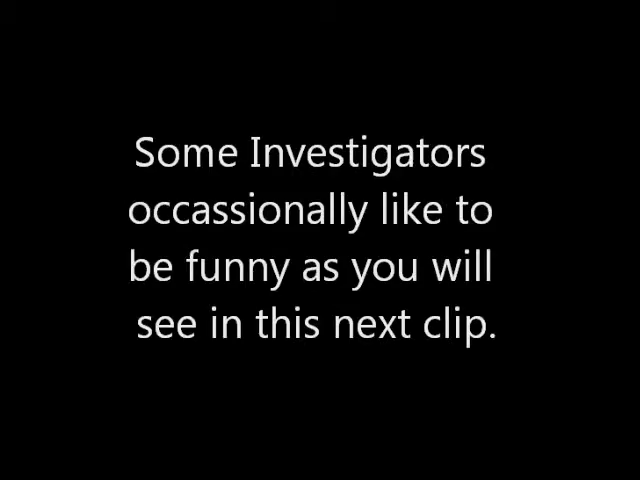 Some Investigators
occassionally like to
be funny as you will
see in this next clip.